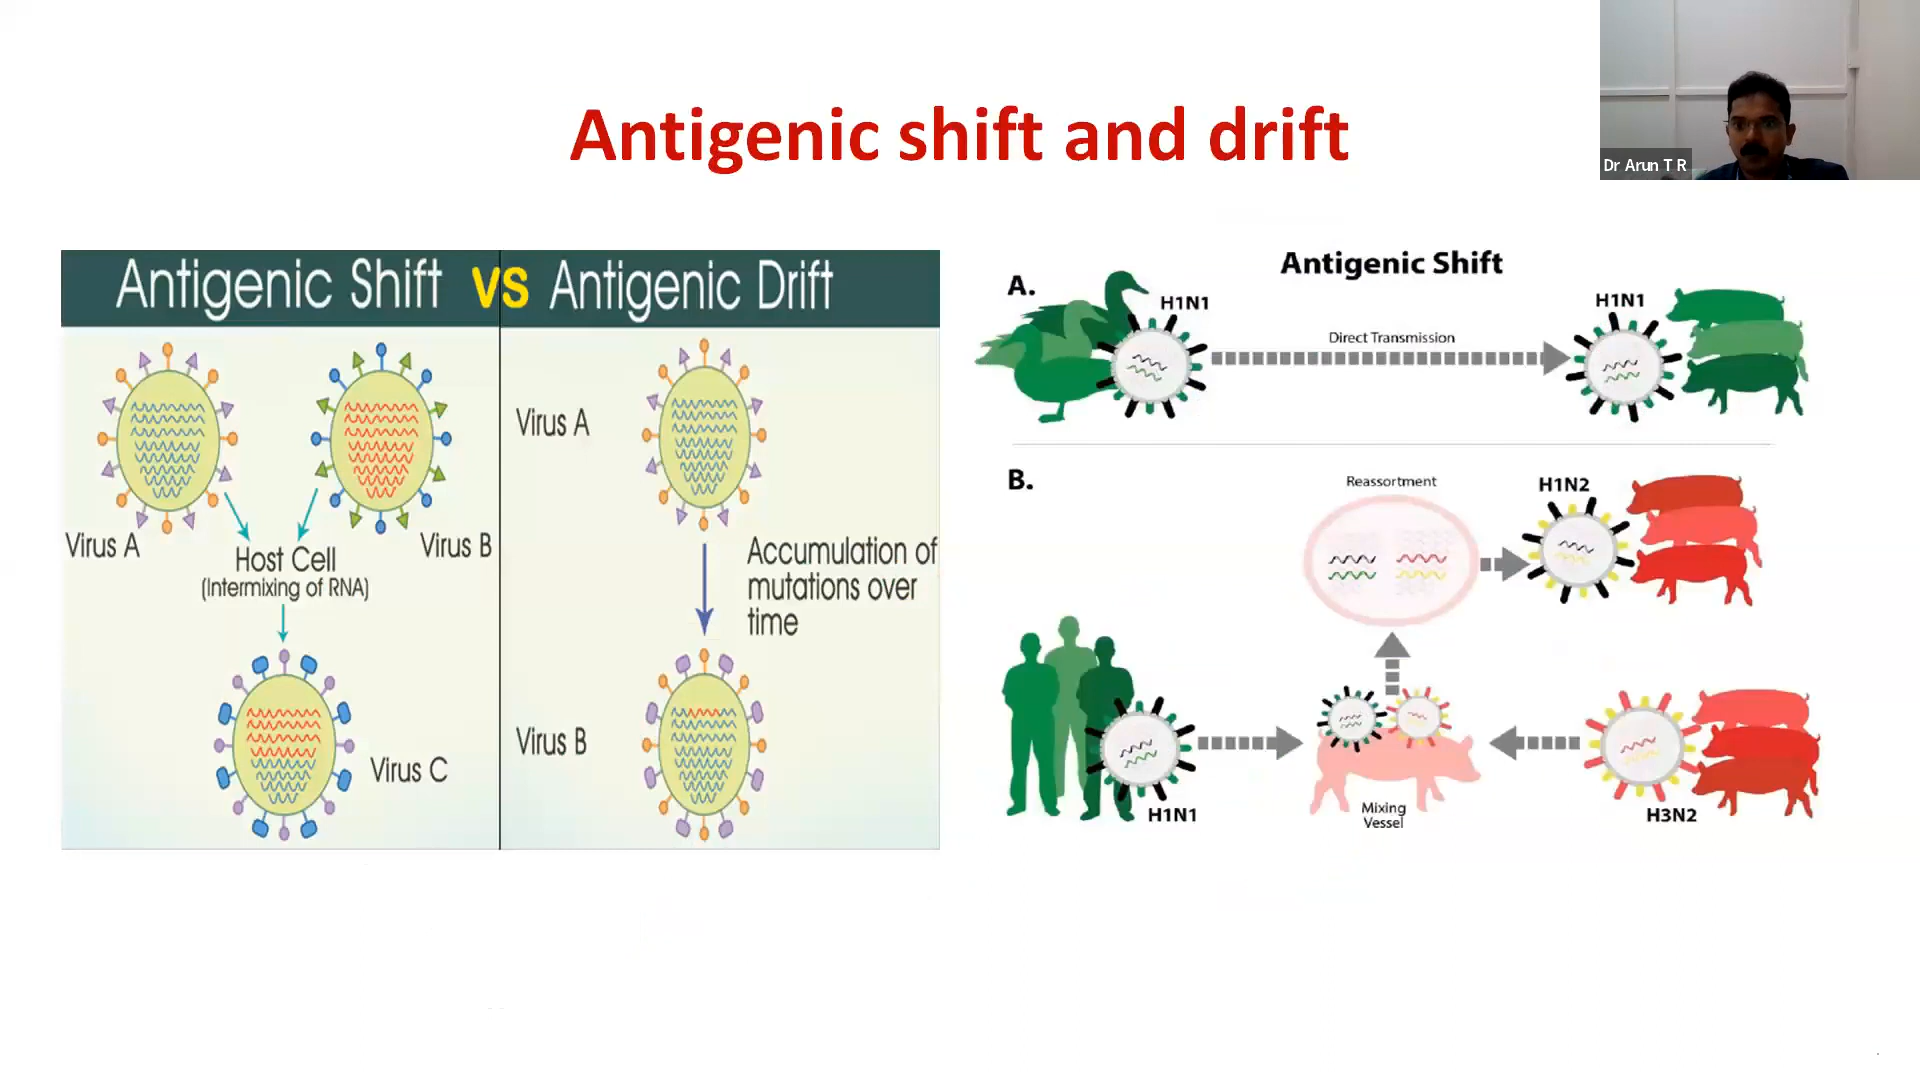 Antigenic shift and drift
Dr Arun T R
Antigenic Shift VS Antigenic Drift
Virus A
Virus B
Host Cell
(Intermixing of RNA)
Virus C
Virus A
Accumulation of
mutations over
time
Virus B
Antigenic Shift
A.
H1N1
Direct Transmission
H1N1
B.
Reassortment
H1N2
H1N1
Mixing
Vessel
H3N2